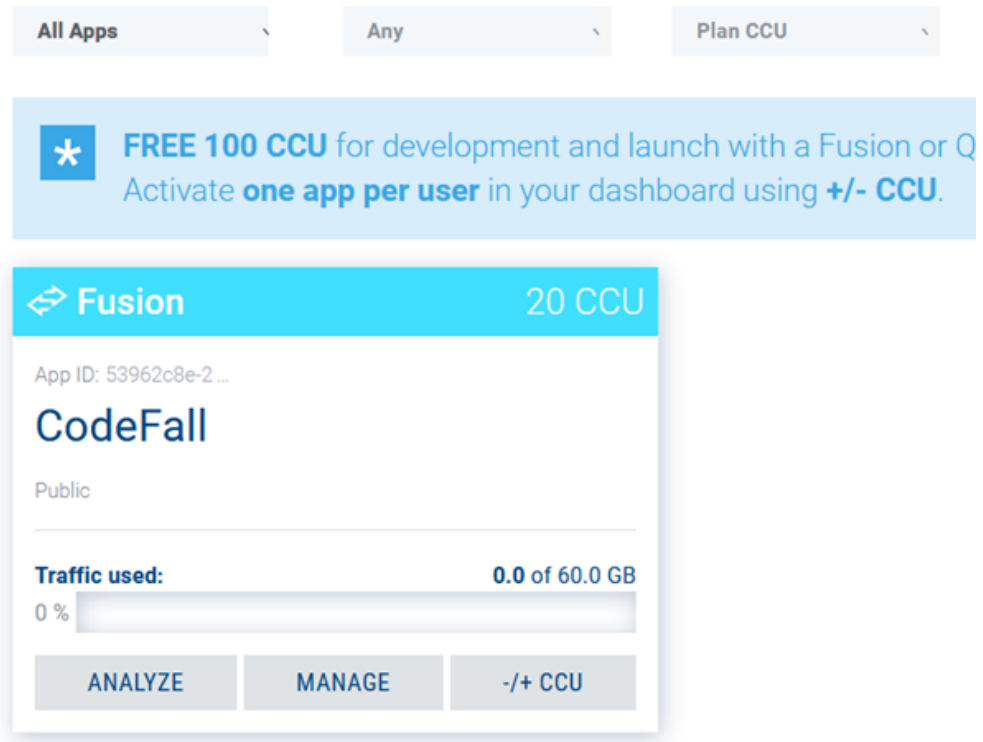 All Apps Any Plan CCU
FREE 100 CCU for development and launch with a Fusion or Q
Activate one app per user in your dashboard using +/- CCU.
Fusion 20 CCU
App ID: 53962c8e-2 ...
CodeFall
Public
Traffic used: 0.0 of 60.0 GB
0 %
ANALYZE MANAGE -/+ CCU